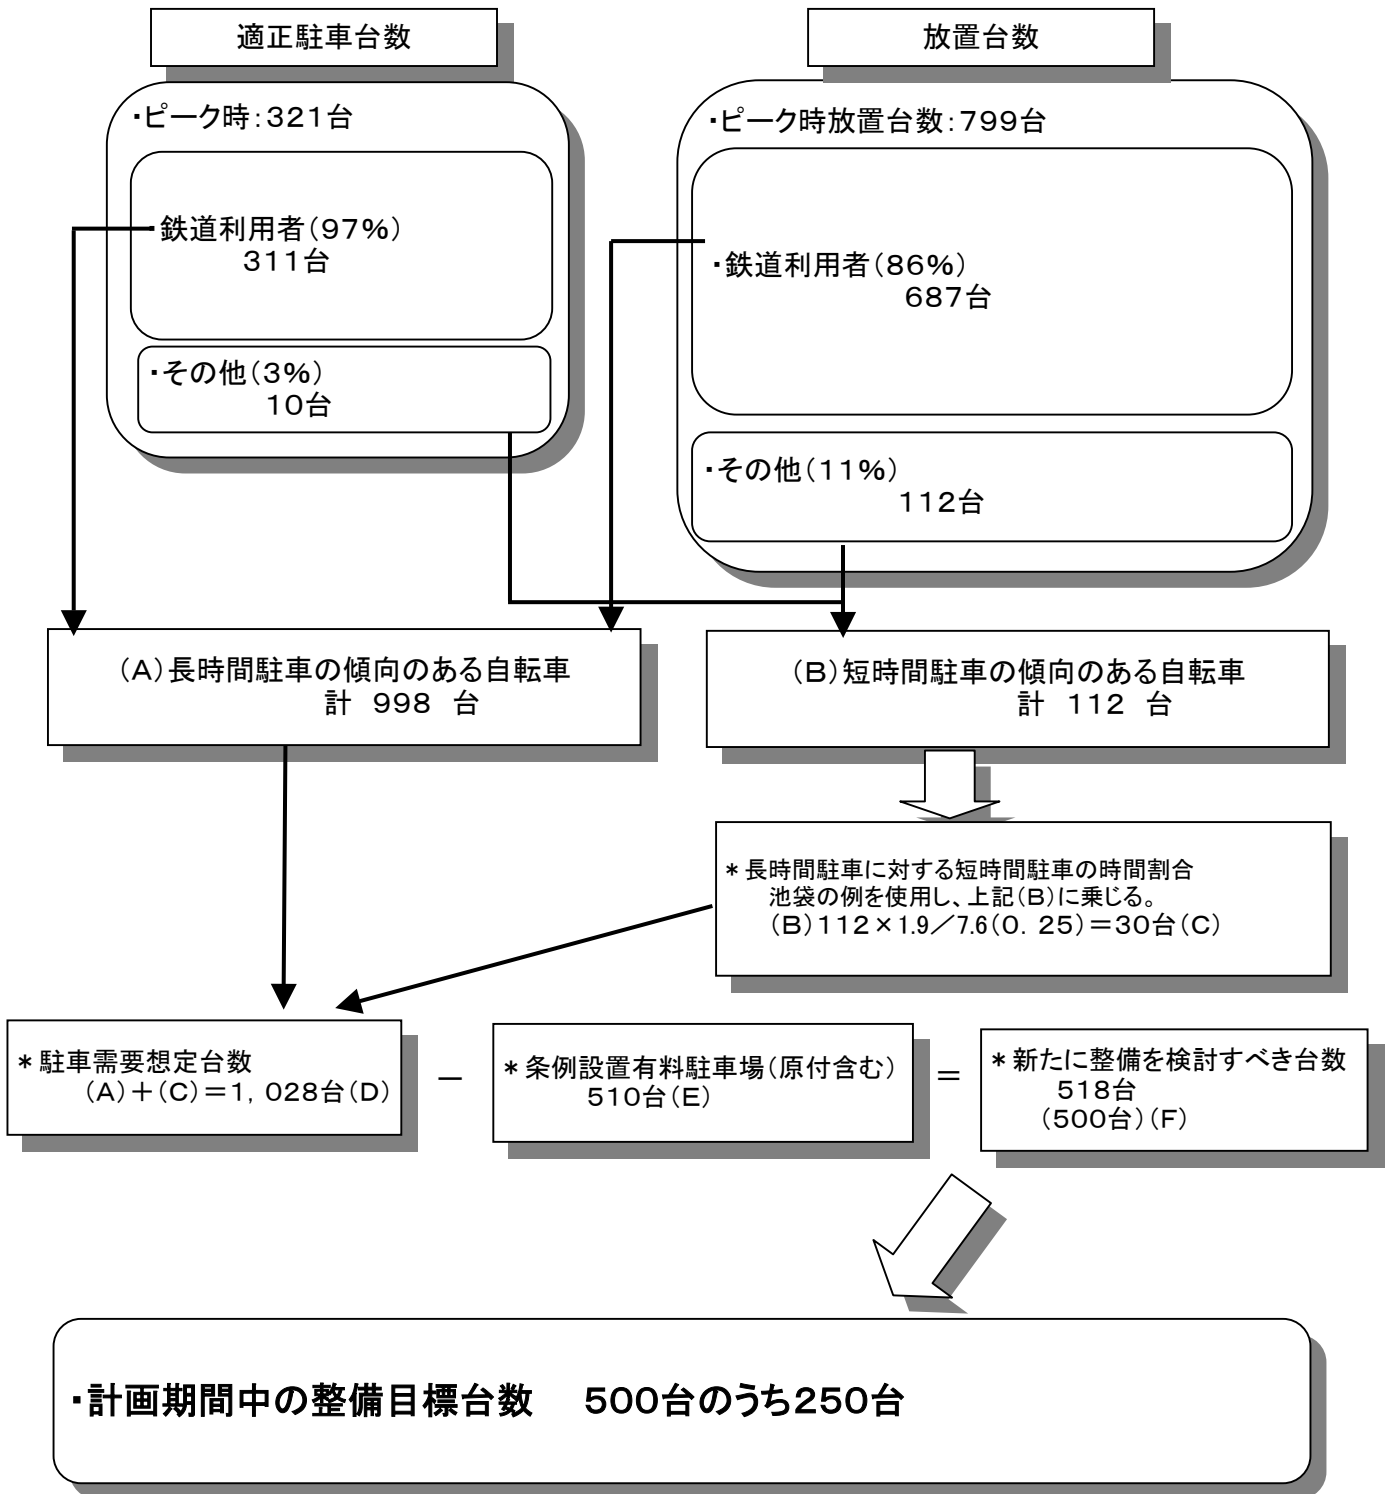 適正駐車台数
・ピーク時:321台
・鉄道利用者(97%)
311台
・その他(3%)
10台
放置台数
・ピーク時放置台数:799台
・鉄道利用者(86%)
687台
・その他(11%)
112台
(A)長時間駐車の傾向のある自転車
計 998 台
(B)短時間駐車の傾向のある自転車
計 112 台
*長時間駐車に対する短時間駐車の時間割合
池袋の例を使用し、上記(B)に乗じる。
(B)112×1.9/7.6(0.25)=30台(C)
*駐車需要想定台数
(A)+(C)=1,028台(D)
-
*条例設置有料駐車場(原付含む)
510台(E)
=
*新たに整備を検討すべき台数
518台
(500台)(F)
・計画期間中の整備目標台数 500台のうち250台